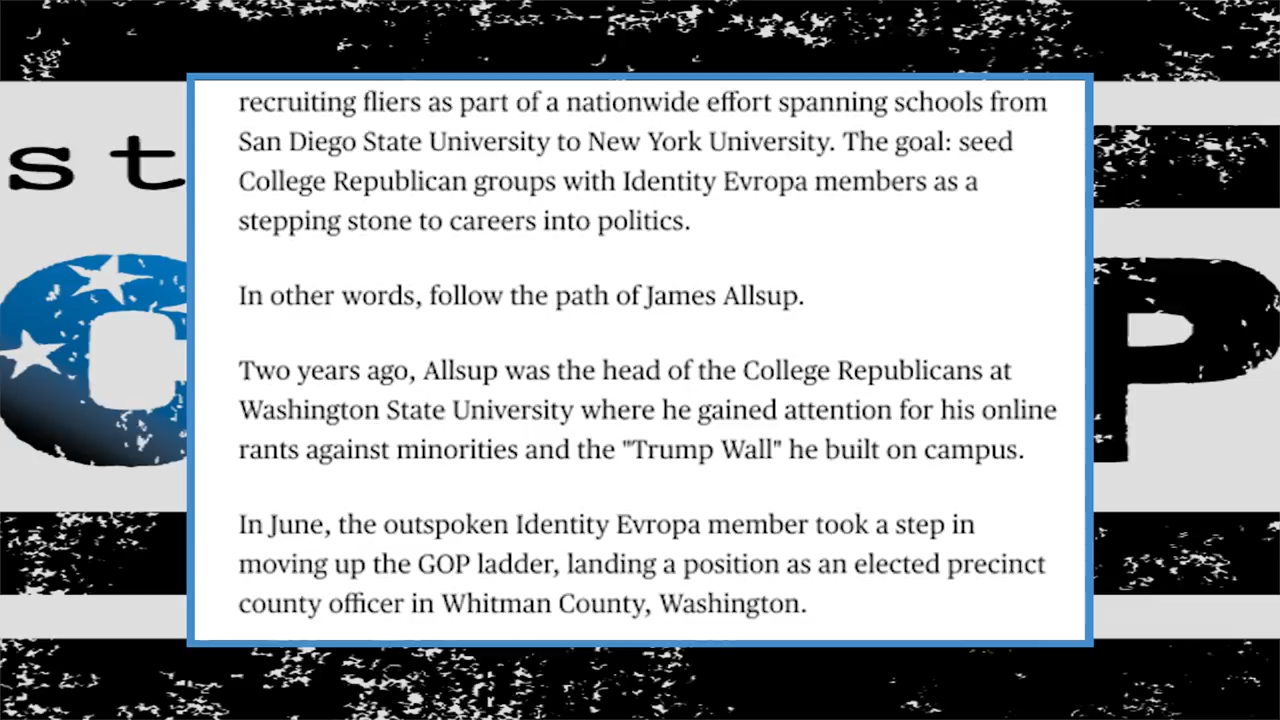 st
recruiting fliers as part of a nationwide effort spanning schools from
San Diego State University to New York University. The goal: seed
College Republican groups with Identity Evropa members as a
stepping stone to careers into politics.
In other words, follow the path of James Allsup.
Two years ago, Allsup was the head of the College Republicans at
Washington State University where he gained attention for his online
rants against minorities and the "Trump Wall" he built on campus.
In June, the outspoken Identity Evropa member took a step in
moving up the GOP ladder, landing a position as an elected precinct
county officer in Whitman County, Washington.
P